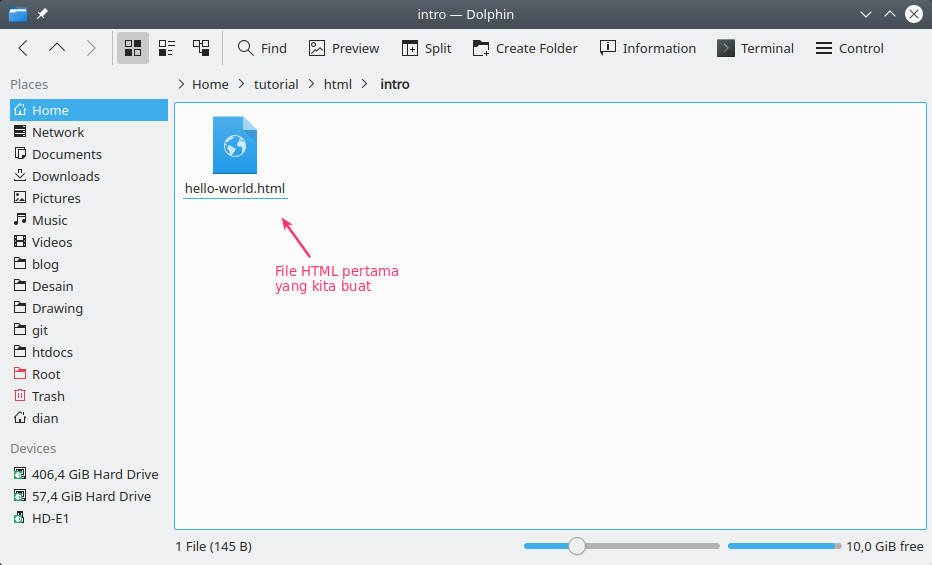 intro — Dolphin
Find Preview Split Create Folder Information Terminal Control
Places
Home
Network
Documents
Downloads
Pictures
Music
Videos
blog
Desain
Drawing
git
htdocs
Root
Trash
dian
Devices
406,4 GiB Hard Drive
57,4 GiB Hard Drive
HD-E1
Home tutorial html intro
hello-world.html
File HTML pertama
yang kita buat
1 File (145 B)
10,0 GiB free